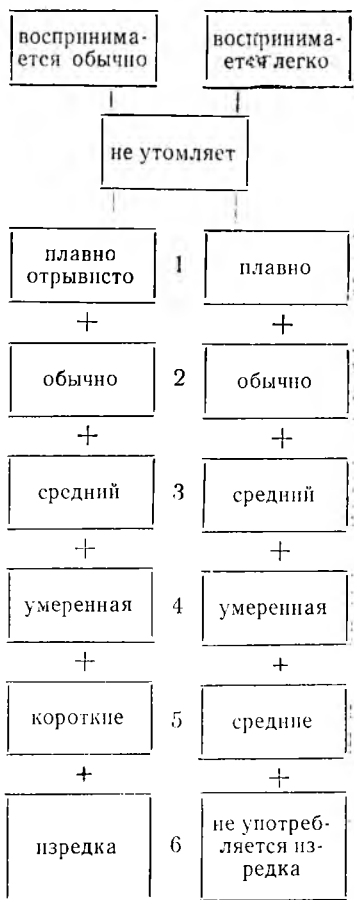 воспринима-
ется обычно
воспринима-
ется легко
не утомляет
плавно
отрывисто
1
плавно
+
+
обычно
2
обычно
+
+
средний
3
средний
+
+
умеренная
4
умеренная
+
+
короткие
5
средние
+
+
изредка
6
не употреб-
ляется из-
редка